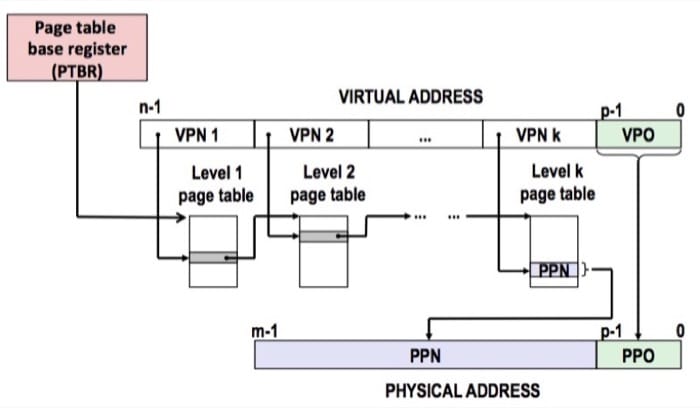 Page table
base register
(PTBR)
VIRTUAL ADDRESS
n-1
p-1
0
VPN 1
VPN 2
...
VPN k
VPO
Level 1
page table
Level 2
page table
Level k
page table
...
...
PPN
m-1
p-1
0
PPN
PPO
PHYSICAL ADDRESS